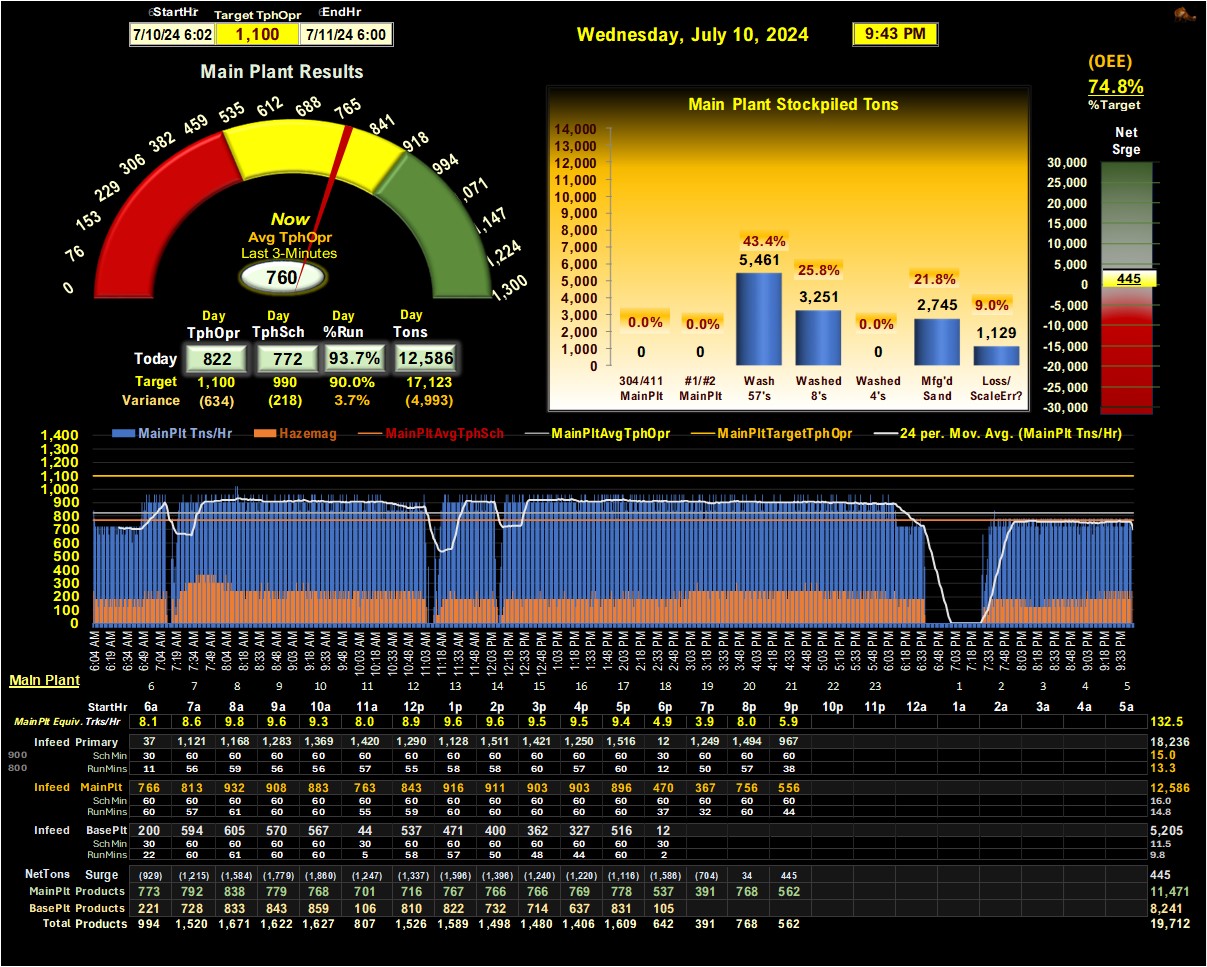 StartHr Target TphOpr EndHr
7/10/24 6:02 1,100 7/11/24 6:00
Wednesday, July 10, 2024 9:43 PM
Main Plant Results
0 76 153 229 306 382 459 535 612 688 765 841 918 994 ,071 ,147 1,224 1,300
Now
Avg TphOpr
Last 3-Minutes
760
Day Day Day Day
TphOpr TphSch %Run Tons
Today 822 772 93.7% 12,586
Target 1,100 990 90.0% 17,123
Variance (634) (218) 3.7% (4,993)
Main Plant Stockpiled Tons
14,000
13,000
12,000
11,000
10,000
9,000
8,000
7,000
6,000
5,000
4,000
3,000
2,000
1,000
0
0.0% 0.0% 43.4% 25.8% 0.0% 21.8% 9.0%
0 0 5,461 3,251 0 2,745 1,129
304/411 #1/#2 Wash Washed Washed Mfg'd Loss/
MainPlt MainPlt 57's 8's 4's Sand ScaleErr?
(OEE)
74.8%
%Target
Net
Srge
30,000
25,000
20,000
15,000
10,000
5,000
0
-5,000
-10,000
-15,000
-20,000
-25,000
-30,000
445
MainPlt Tns/Hr Hazemag MainPltAvgTphSch MainPltAvgTphOpr MainPltTargetTphOpr 24 per. Mov. Avg. (MainPlt Tns/Hr)
1,400
1,300
1,200
1,100
1,000
900
800
700
600
500
400
300
200
100
0
6:04 AM 6:19 AM 6:34 AM 6:49 AM 7:04 AM 7:19 AM 7:34 AM 7:49 AM 8:04 AM 8:18 AM 8:33 AM 8:48 AM 9:03 AM 9:18 AM 9:33 AM 9:48 AM 10:03 AM 10:18 AM 10:33 AM 10:48 AM 11:03 AM 11:18 AM 11:33 AM 11:48 AM 12:03 PM 12:18 PM 12:33 PM 12:48 PM 1:03 PM 1:18 PM 1:33 PM 1:48 PM 2:03 PM 2:18 PM 2:33 PM 2:48 PM 3:03 PM 3:18 PM 3:33 PM 3:48 PM 4:03 PM 4:18 PM 4:33 PM 4:48 PM 5:03 PM 5:18 PM 5:33 PM 5:48 PM 6:03 PM 6:18 PM 6:33 PM 6:48 PM 7:03 PM 7:18 PM 7:33 PM 7:48 PM 8:03 PM 8:18 PM 8:33 PM 8:48 PM 9:03 PM 9:18 PM 9:33 PM
Main Plant
6 7 8 9 10 11 12 13 14 15 16 17 18 19 20 21 22 23 1 2 3 4 5
StartHr 6a 7a 8a 9a 10a 11a 12p 1p 2p 3p 4p 5p 6p 7p 8p 9p 10p 11p 12a 1a 2a 3a 4a 5a
MainPlt Equiv. Trks/Hr 8.1 8.6 9.8 9.6 9.3 8.0 8.9 9.6 9.6 9.5 9.5 9.4 4.9 3.9 8.0 5.9 132.5
Infeed Primary 37 1,121 1,168 1,283 1,369 1,420 1,290 1,128 1,511 1,421 1,250 1,516 12 1,249 1,494 967 18,236
900 SchMin 30 60 60 60 60 60 60 60 60 60 60 60 30 60 60 60 15.0
800 RunMins 11 56 59 56 56 57 55 58 58 60 57 60 12 50 57 38 13.3
Infeed MainPlt 766 813 932 908 883 763 843 916 911 903 903 896 470 367 756 556 12,586
SchMin 60 60 60 60 60 60 60 60 60 60 60 60 60 60 60 60 16.0
RunMins 60 57 61 60 60 55 59 60 60 60 60 60 37 32 60 44 14.8
Infeed BasePlt 200 594 605 570 567 44 537 471 400 362 327 516 12 5,205
SchMin 30 60 60 60 60 30 60 60 60 60 60 60 30 11.5
RunMins 22 60 61 60 60 5 58 57 50 48 44 60 2 9.8
NetTons Surge (929) (1,215) (1,584) (1,779) (1,860) (1,247) (1,337) (1,596) (1,396) (1,240) (1,220) (1,116) (1,586) (704) 34 445 445
MainPlt Products 773 792 838 779 768 701 716 767 766 766 769 778 537 391 768 562 11,471
BasePlt Products 221 728 833 843 859 106 810 822 732 714 637 831 105 8,241
Total Products 994 1,520 1,671 1,622 1,627 807 1,526 1,589 1,498 1,480 1,406 1,609 642 391 768 562 19,712